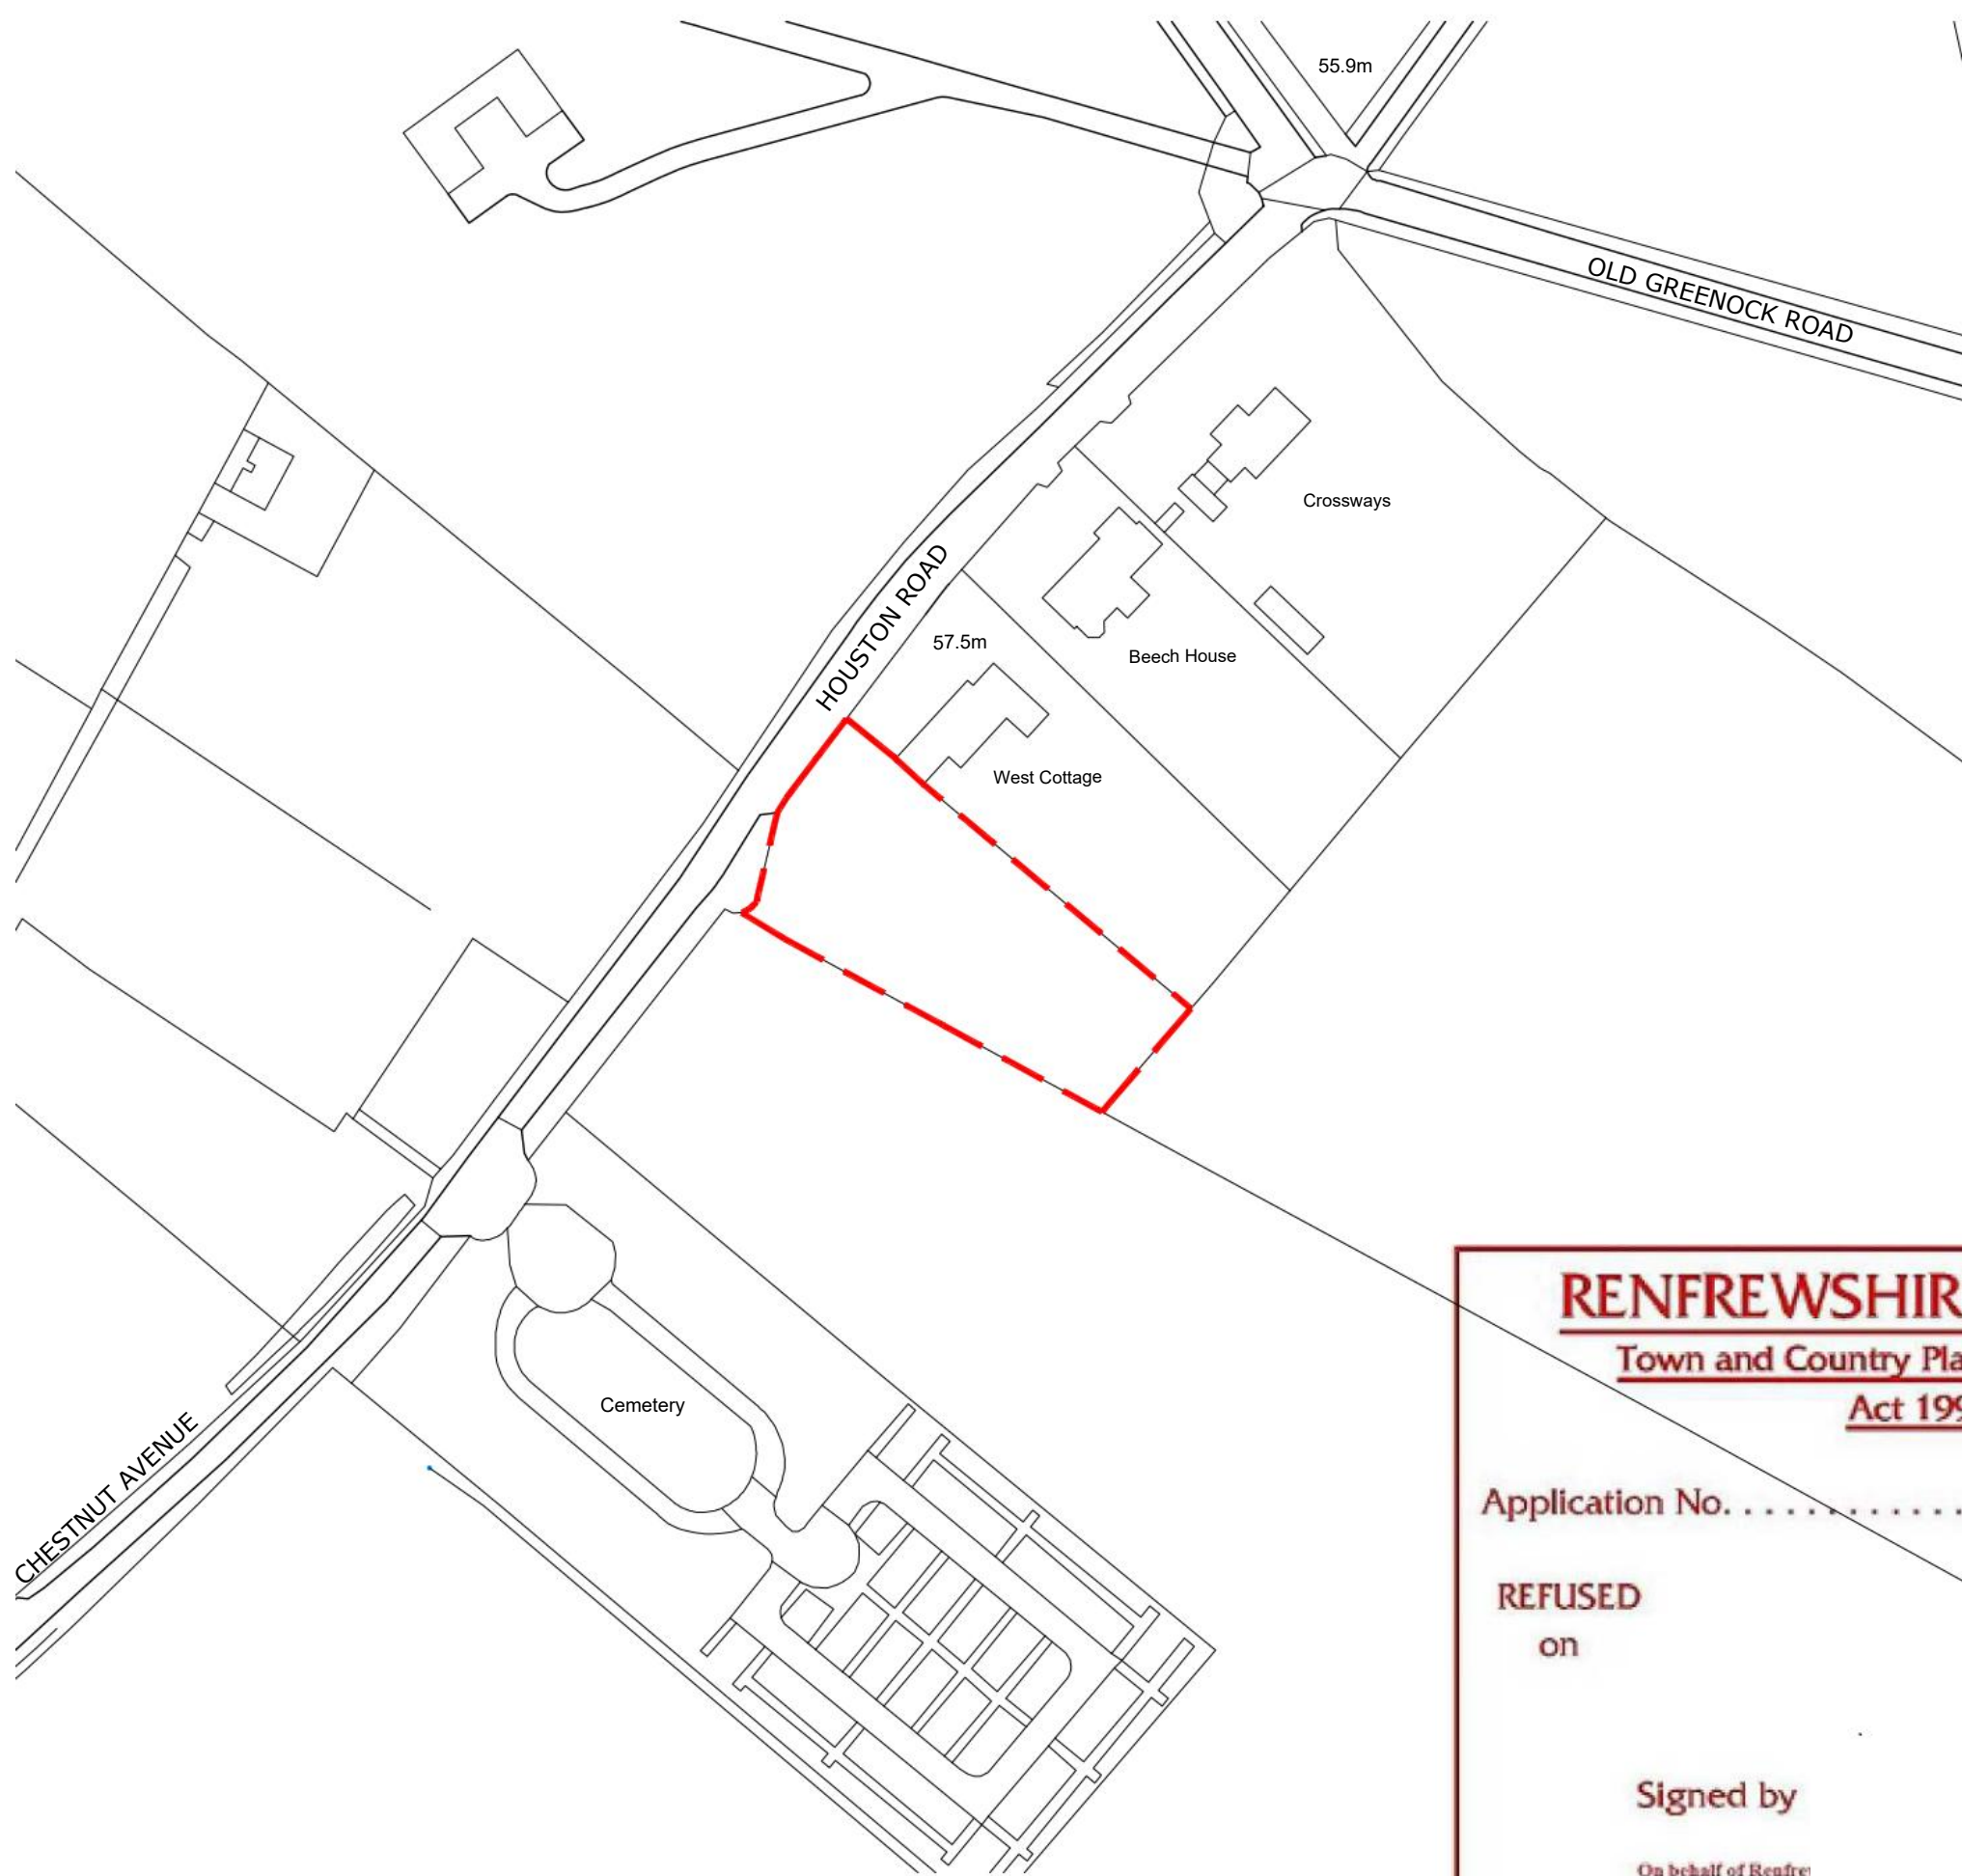 55.9m
OLD GREENOCK ROAD
Crossways
HOUSTON ROAD
57.5m
Beech House
West Cottage
RENFREWSHIR
Town and Country Pla
Act 199
Cemetery
CHESTNUT AVENUE
Application No. . . . . . . . . . . . .
REFUSED
on
Signed by
On behalf of Renfre